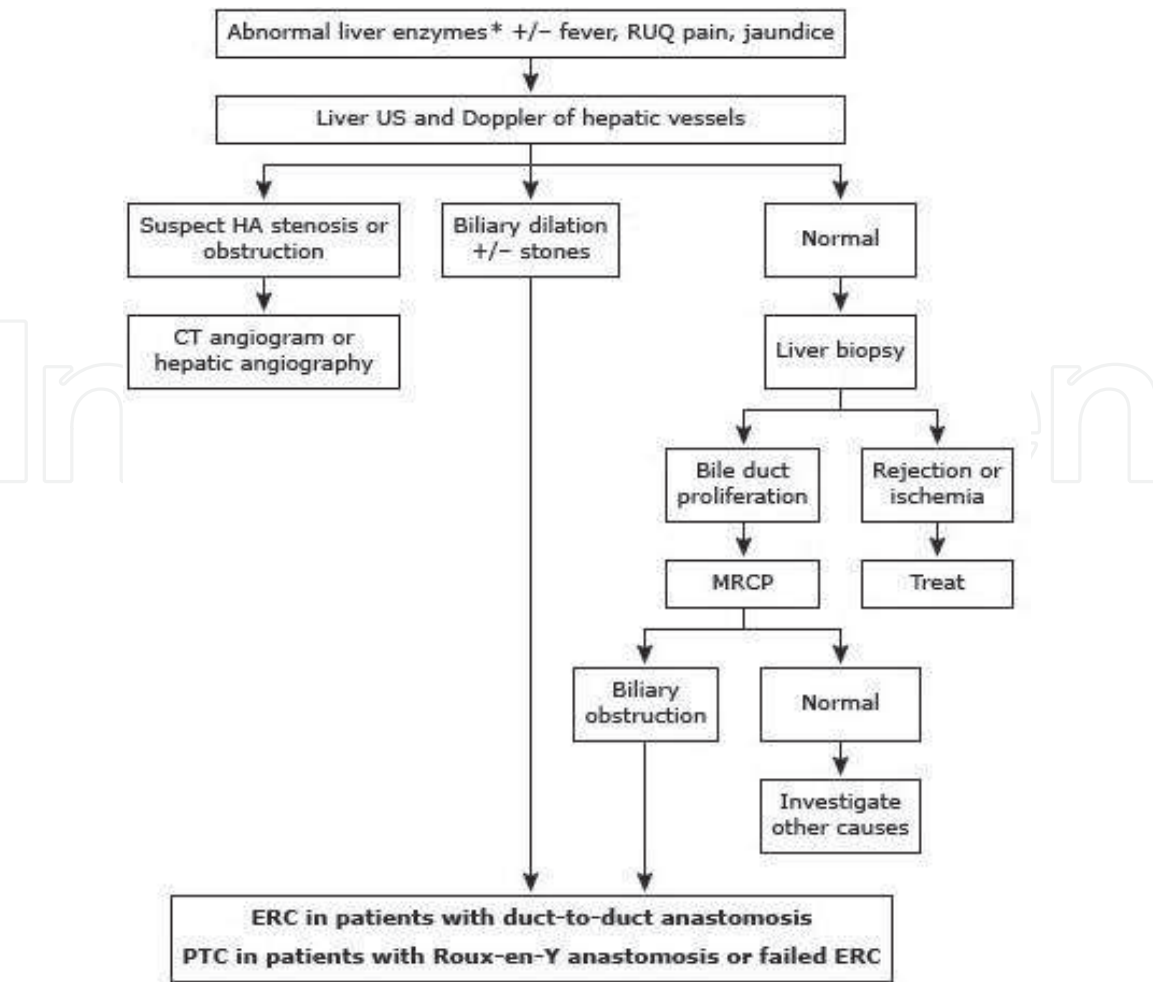 Abnormal liver enzymes* +/− fever, RUQ pain, jaundice
Liver US and Doppler of hepatic vessels
Suspect HA stenosis or
obstruction
Biliary dilation
+/− stones
Normal
CT angiogram or
hepatic angiography
Liver biopsy
Bile duct
proliferation
Rejection or
ischemia
MRCP
Treat
Biliary
obstruction
Normal
Investigate
other causes
ERC in patients with duct-to-duct anastomosis
PTC in patients with Roux-en-Y anastomosis or failed ERC